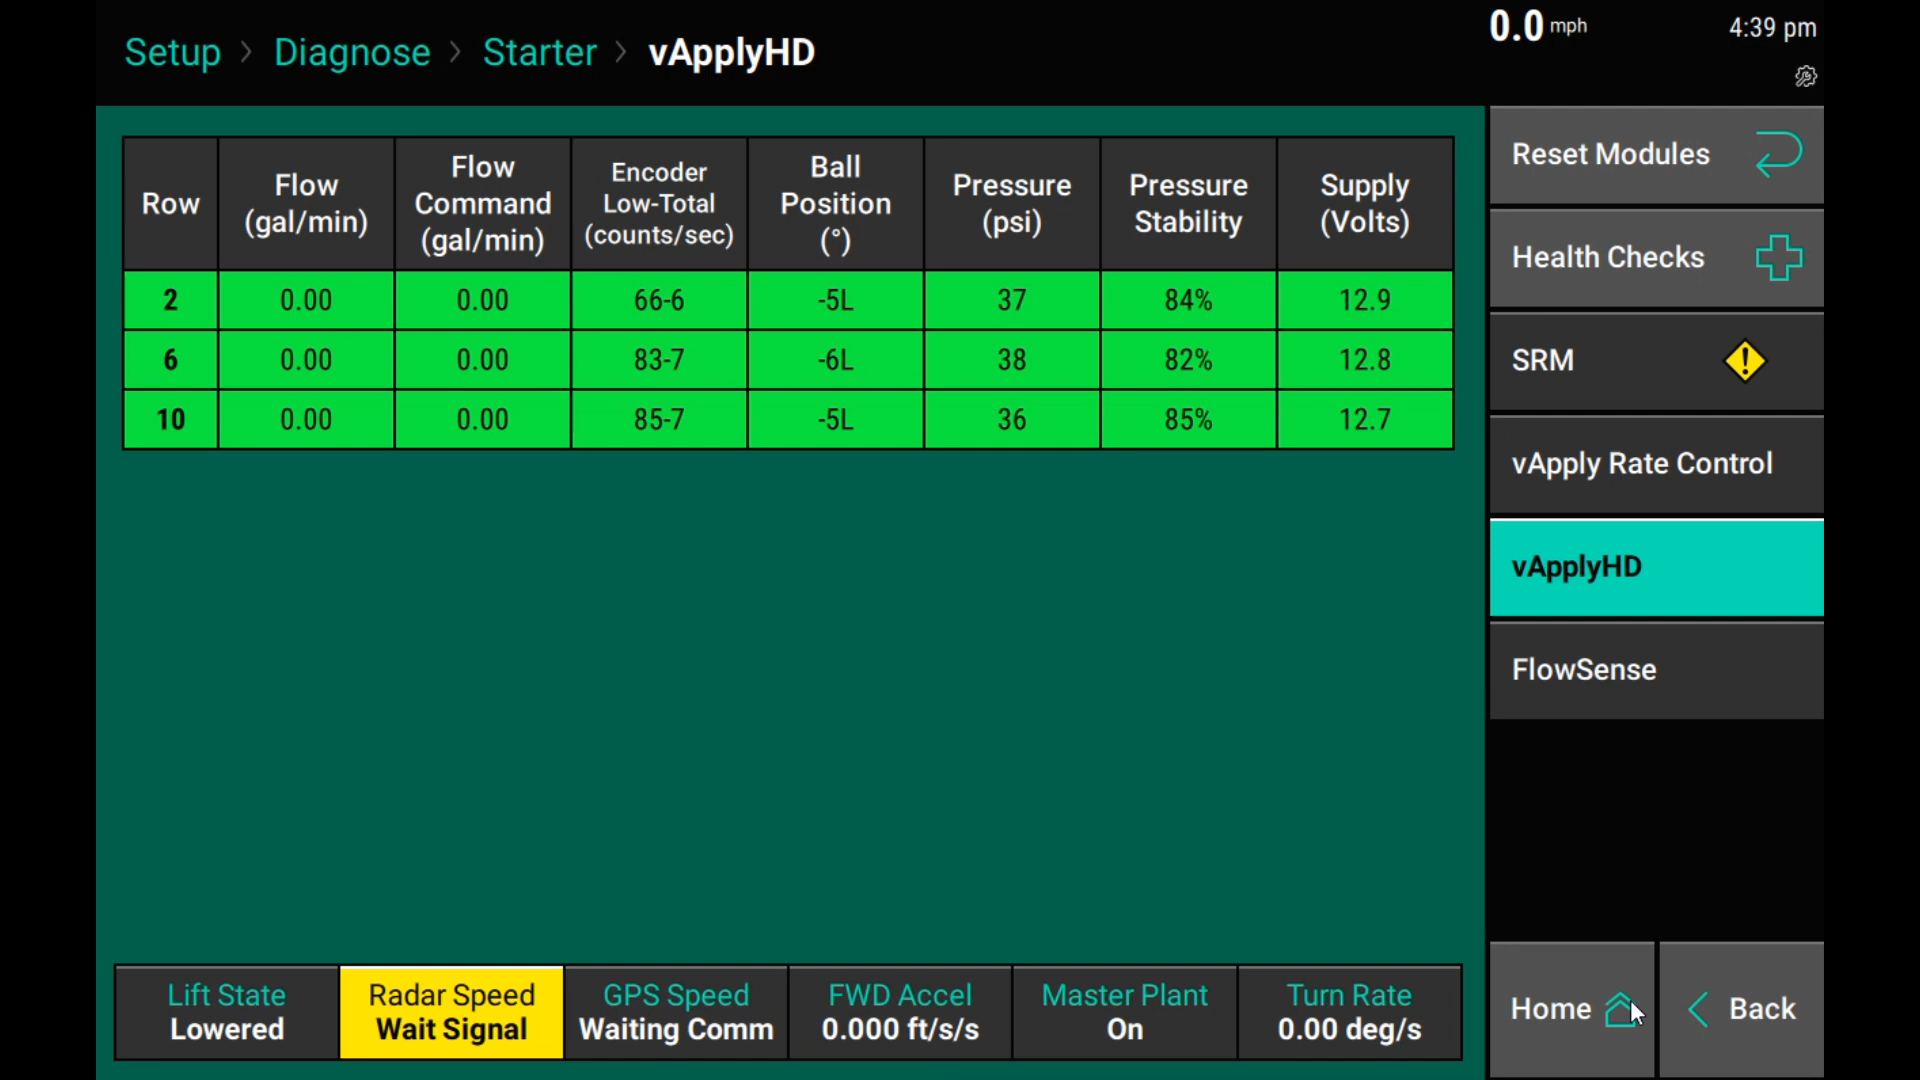 Setup > Diagnose > Starter > vApplyHD
0.0 mph
4:39 pm
Row
Flow
(gal/min)
Flow
Command
(gal/min)
Encoder
Low-Total
(counts/sec)
Ball
Position
(°)
Pressure
(psi)
Pressure
Stability
Supply
(Volts)
2 0.00 0.00 66-6 -5L 37 84% 12.9
6 0.00 0.00 83-7 -6L 38 82% 12.8
10 0.00 0.00 85-7 -5L 36 85% 12.7
Reset Modules
Health Checks
SRM
vApply Rate Control
vApplyHD
FlowSense
Lift State
Lowered
Radar Speed
Wait Signal
GPS Speed
Waiting Comm
FWD Accel
0.000 ft/s/s
Master Plant
On
Turn Rate
0.00 deg/s
Home
Back